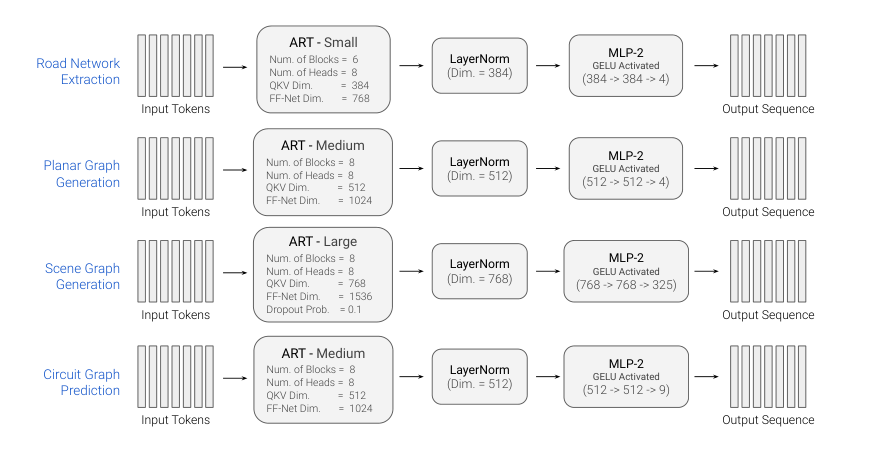 Road Network
Extraction
Input Tokens
ART - Small
Num. of Blocks = 6
Num. of Heads = 8
QKV Dim. = 384
FF-Net Dim. = 768
LayerNorm
(Dim. = 384)
MLP-2
GELU Activated
(384 -> 384 -> 4)
Output Sequence
Planar Graph
Generation
Input Tokens
ART - Medium
Num. of Blocks = 8
Num. of Heads = 8
QKV Dim. = 512
FF-Net Dim. = 1024
LayerNorm
(Dim. = 512)
MLP-2
GELU Activated
(512 -> 512 -> 4)
Output Sequence
Scene Graph
Generation
Input Tokens
ART - Large
Num. of Blocks = 8
Num. of Heads = 8
QKV Dim. = 768
FF-Net Dim. = 1536
Dropout Prob. = 0.1
LayerNorm
(Dim. = 768)
MLP-2
GELU Activated
(768 -> 768 -> 325)
Output Sequence
Circuit Graph
Prediction
Input Tokens
ART - Medium
Num. of Blocks = 8
Num. of Heads = 8
QKV Dim. = 512
FF-Net Dim. = 1024
LayerNorm
(Dim. = 512)
MLP-2
GELU Activated
(512 -> 512 -> 9)
Output Sequence